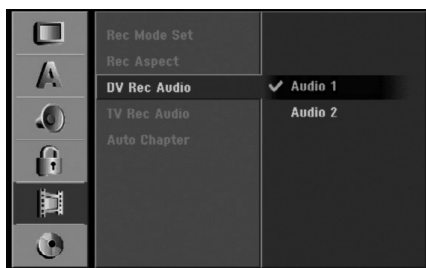 Rec Mode Set
Rec Aspect
DV Rec Audio
TV Rec Audio
Auto Chapter
Audio 1
Audio 2